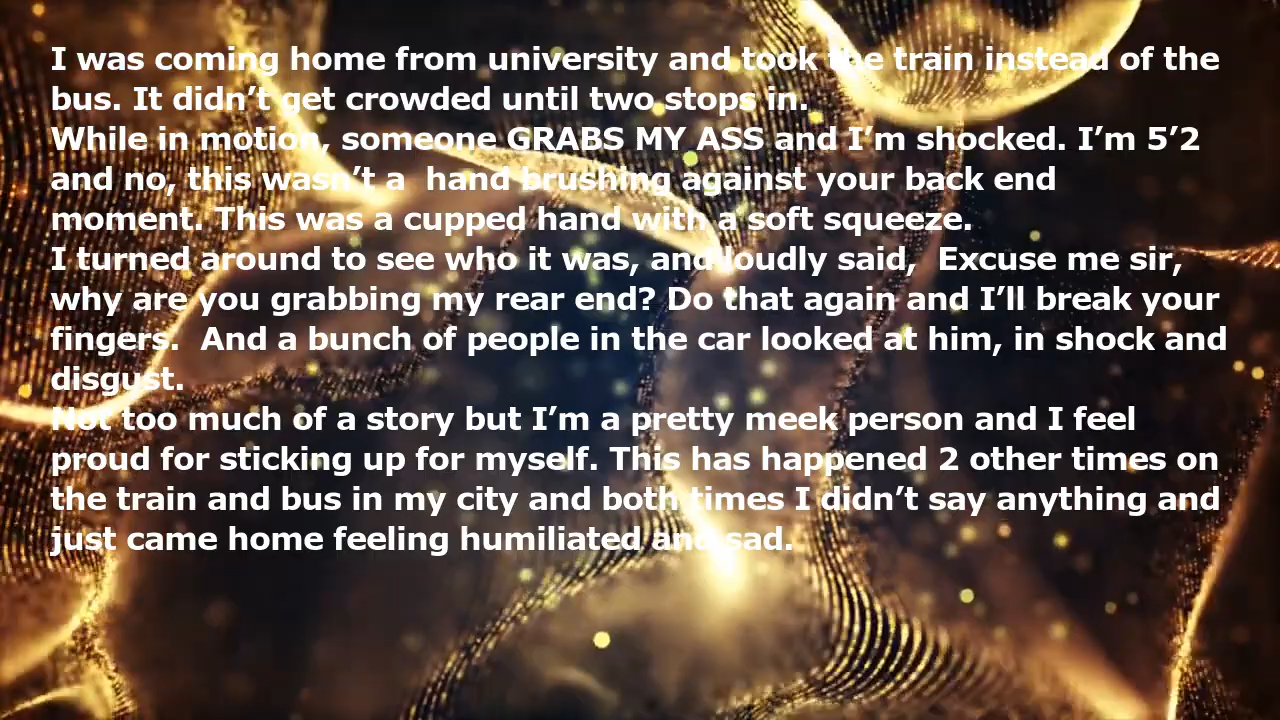 I was coming home from university and took the train instead of the
bus. It didn’t get crowded until two stops in.
While in motion, someone GRABS MY ASS and I’m shocked. I’m 5’2
and no, this wasn’t a  hand brushing against your back end
moment. This was a cupped hand with a soft squeeze.
I turned around to see who it was, and loudly said,  Excuse me sir,
why are you grabbing my rear end? Do that again and I’ll break your
fingers.  And a bunch of people in the car looked at him, in shock and
disgust.
Not too much of a story but I’m a pretty meek person and I feel
proud for sticking up for myself. This has happened 2 other times on
the train and bus in my city and both times I didn’t say anything and
just came home feeling humiliated and sad.